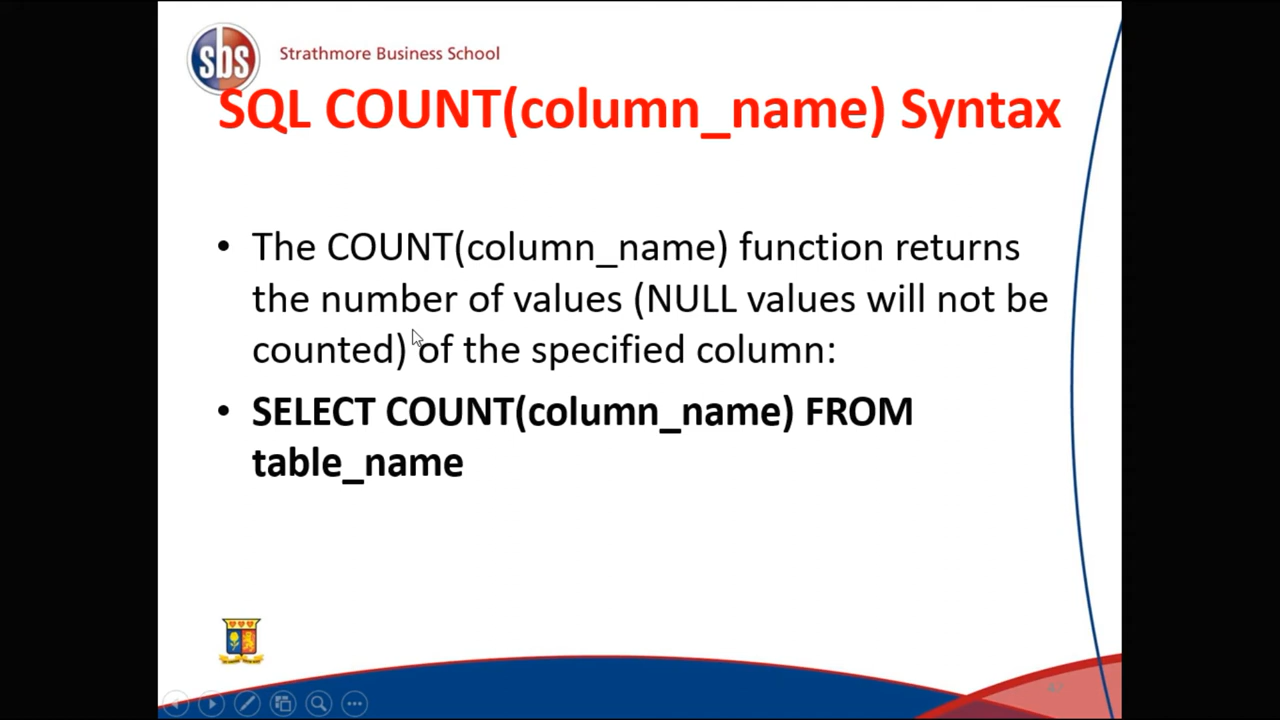 sbs
Strathmore Business School
SQL COUNT(column_name) Syntax
• The COUNT(column_name) function returns
the number of values (NULL values will not be
counted) of the specified column:
• SELECT COUNT(column_name) FROM
table_name